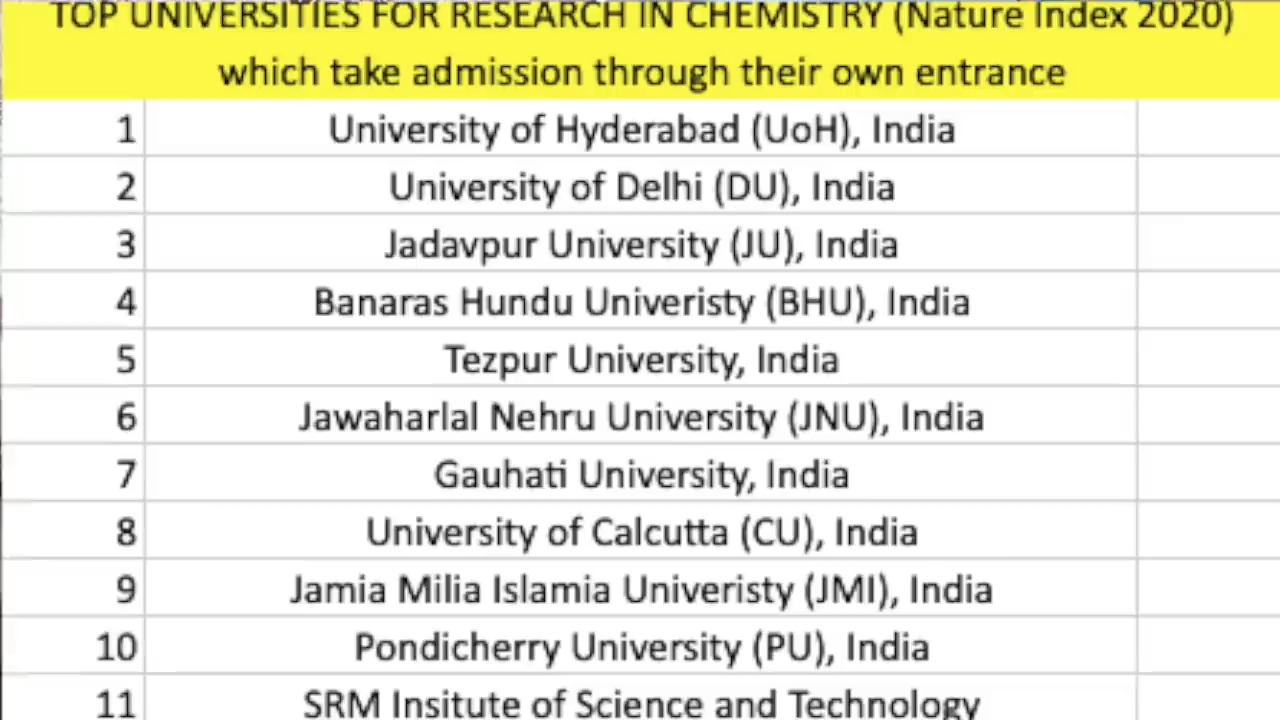 TOP UNIVERSITIES FOR RESEARCH IN CHEMISTRY (Nature Index 2020)
which take admission through their own entrance
1 University of Hyderabad (UoH), India
2 University of Delhi (DU), India
3 Jadavpur University (JU), India
4 Banaras Hundu Univeristy (BHU), India
5 Tezpur University, India
6 Jawaharlal Nehru University (JNU), India
7 Gauhati University, India
8 University of Calcutta (CU), India
9 Jamia Milia Islamia Univeristy (JMI), India
10 Pondicherry University (PU), India
11 SRM Insitute of Science and Technology